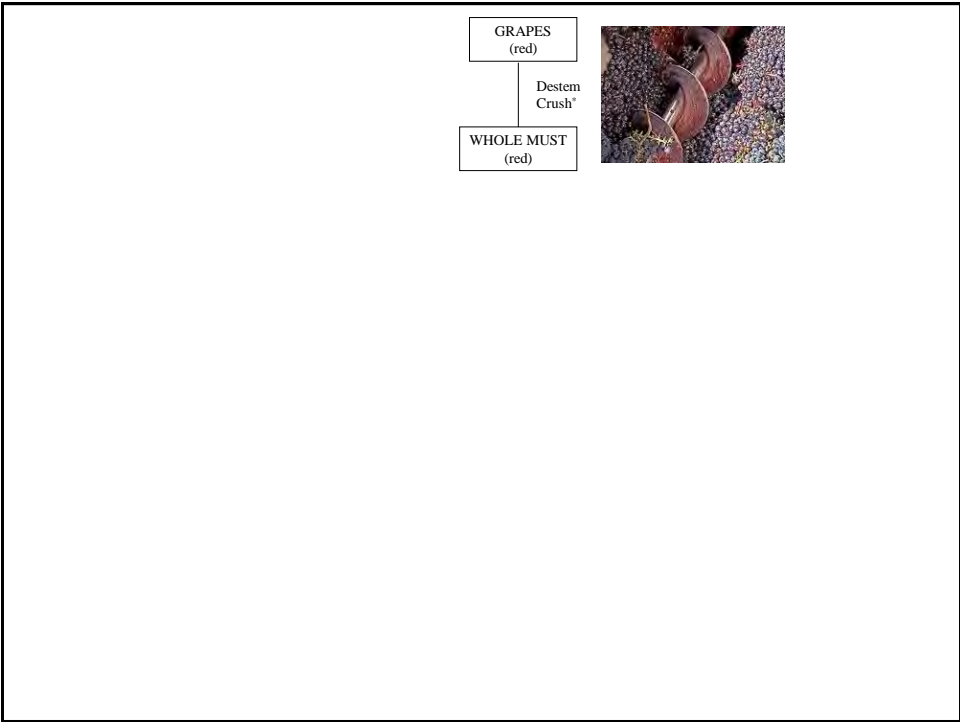 GRAPES
(red)
Destem
Crush*
WHOLE MUST
(red)